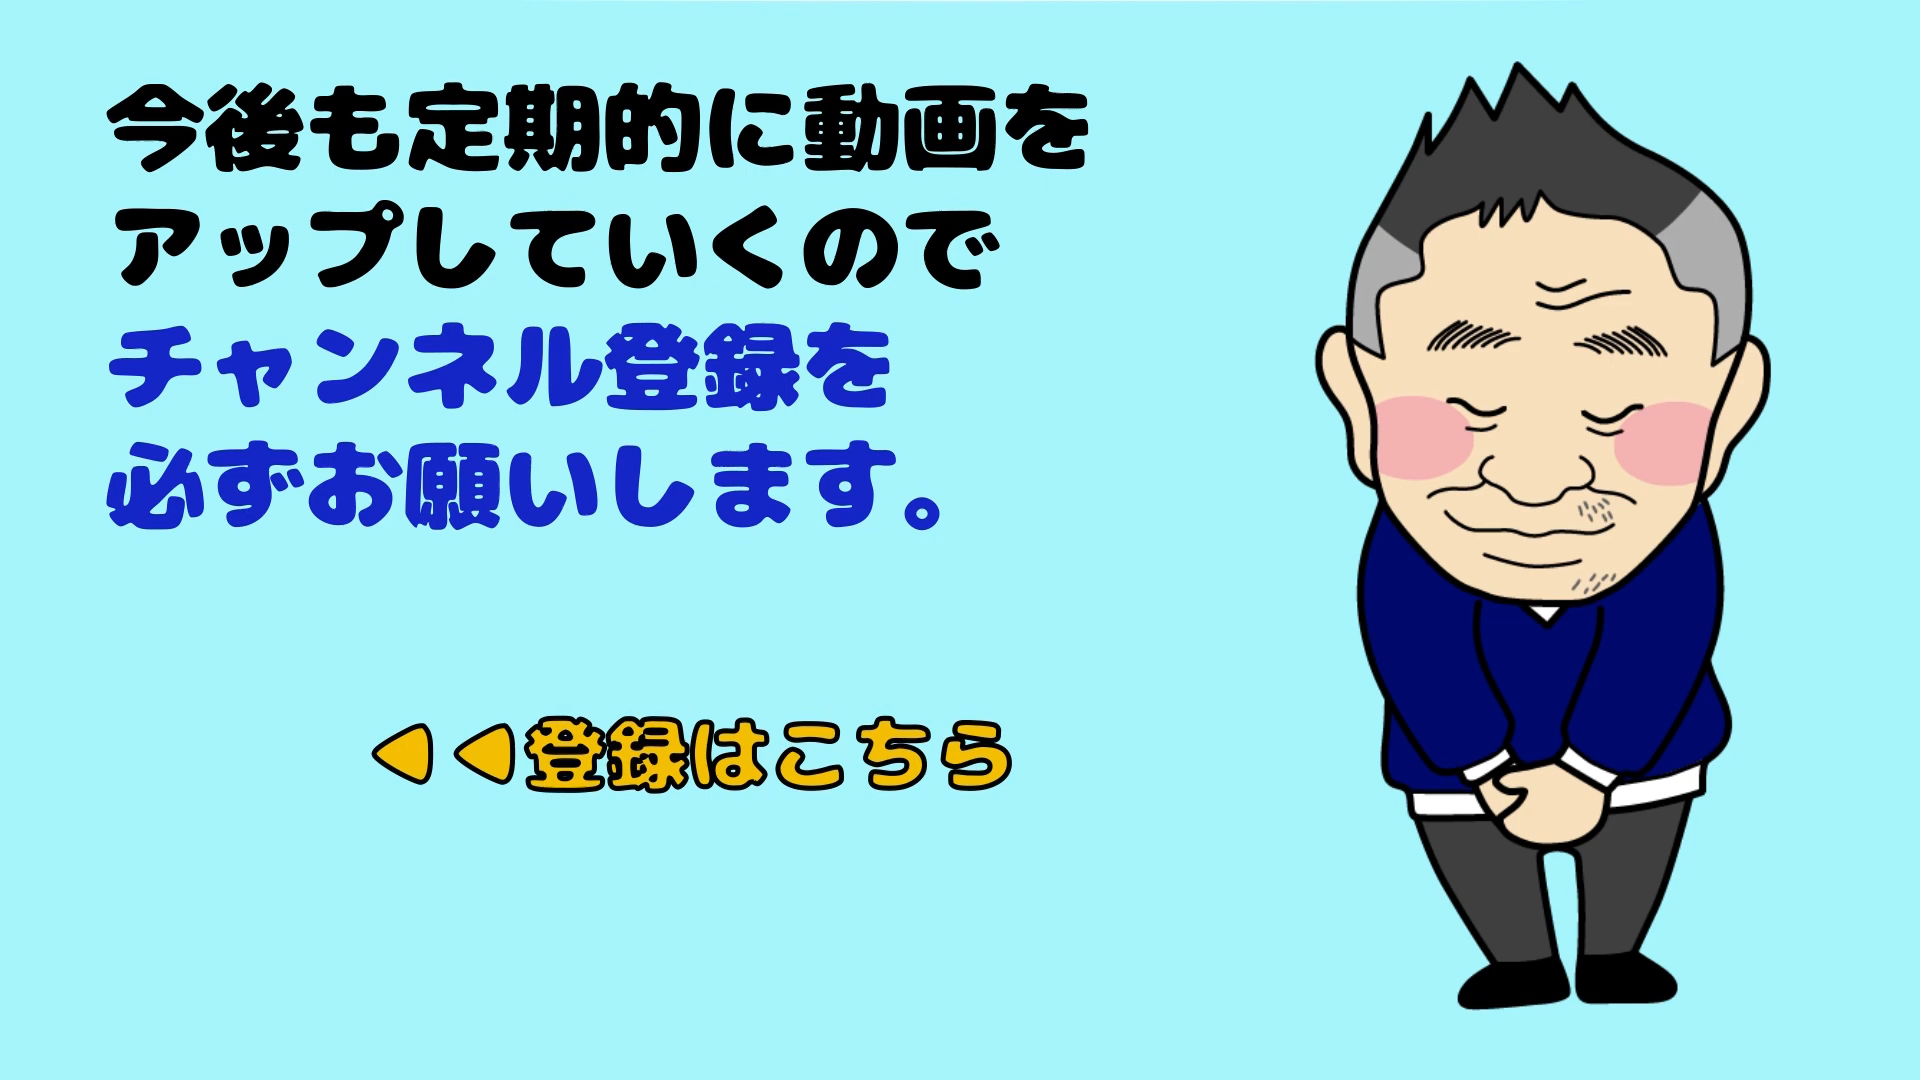 今後も定期的に動画を
アップしていくので
チャンネル登録を
必ずお願いします。
◀◀登録はこちら